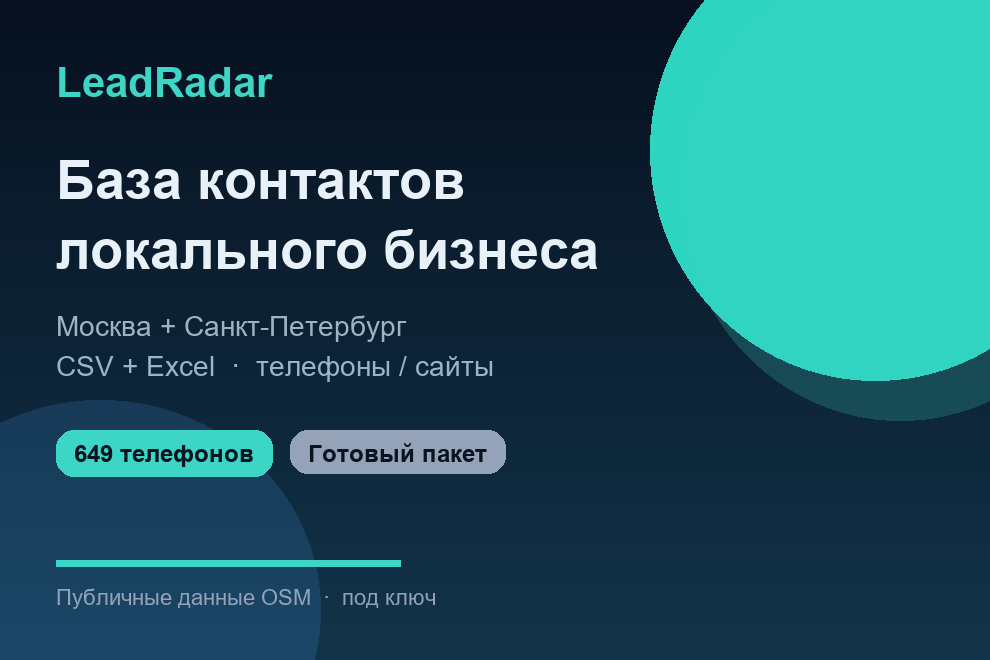 LeadRadar
База контактов
локального бизнеса
Москва + Санкт-Петербург
CSV + Excel · телефоны / сайты
649 телефонов
Готовый пакет
Публичные данные OSM · под ключ